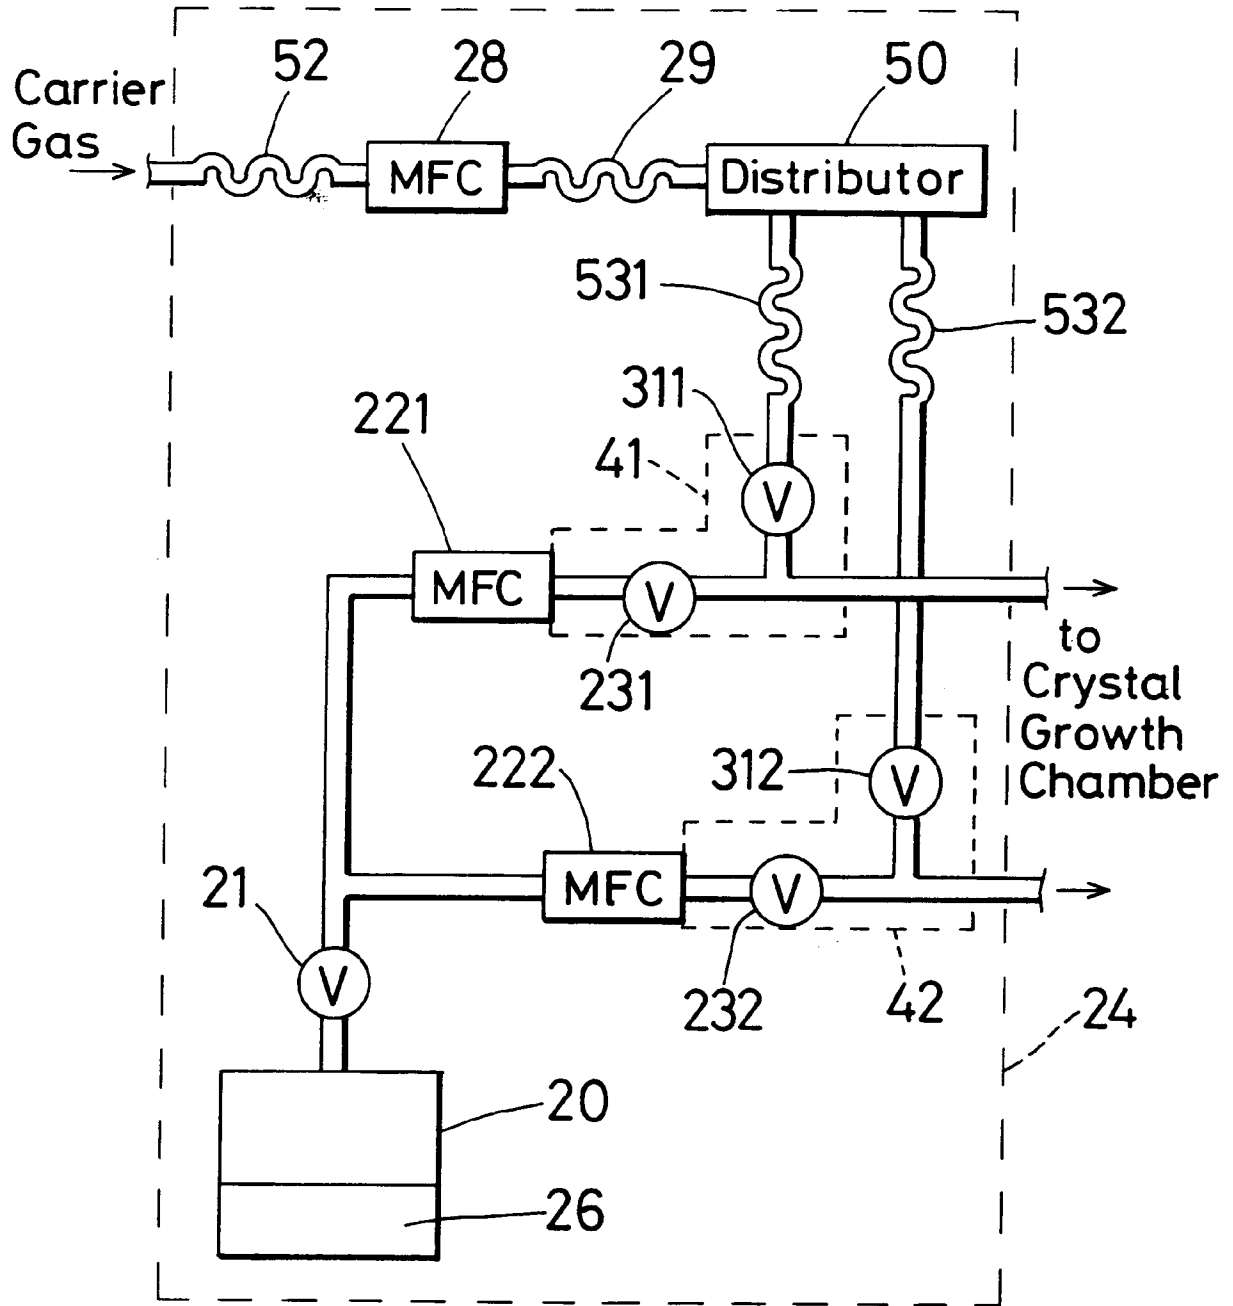 52 28 29 50
Carrier
Gas
MFC
Distributor
531
532
311
221
41
V
MFC
V
231
to
Crystal
Growth
Chamber
222
312
V
21
MFC
V
V
232
42
24
20
26